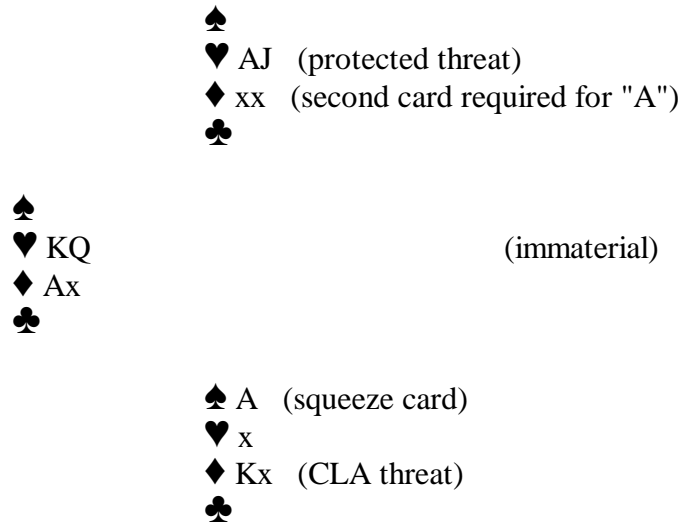 ♠
♥ AJ (protected threat)
♦ xx (second card required for "A")
♣
♠
♥ KQ (immaterial)
♦ Ax
♣
♠ A (squeeze card)
♥ x
♦ Kx (CLA threat)
♣